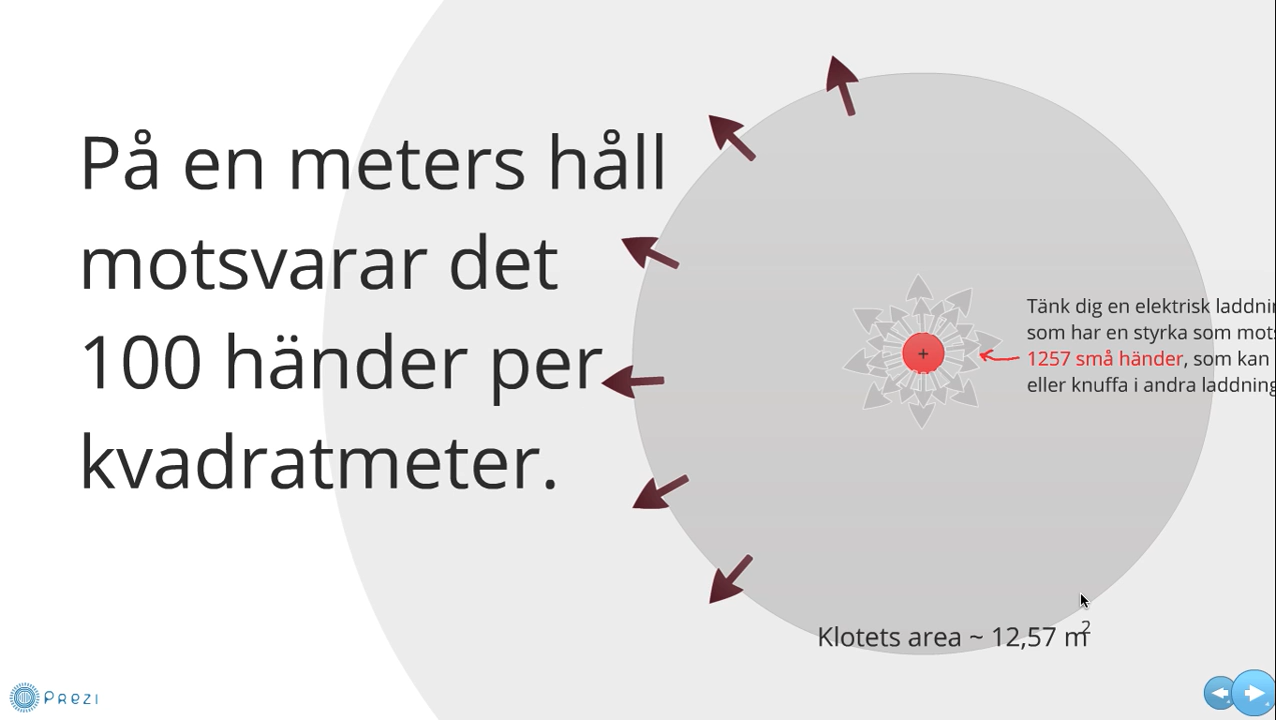 På en meters håll
motsvarar det
100 händer per
kvadratmeter.
+
Tänk dig en elektrisk
som har en styrka som
1257 små händer, som kan
eller knuffa i andra
Klotets area ~ 12,57 m²
Prezi